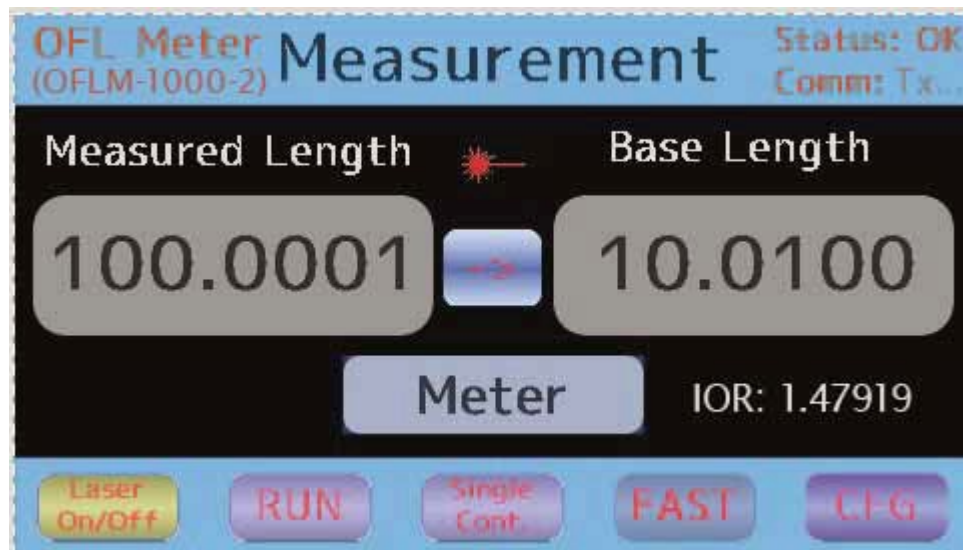 OFL Meter
(OFLM-1000-2)
Measurement
Status: OK
Comm: Tx...
Measured Length
Base Length
100.0001
-->
10.0100
Meter
IOR: 1.47919
Laser
On/Off
RUN
Single
Cont.
FAST
CFG